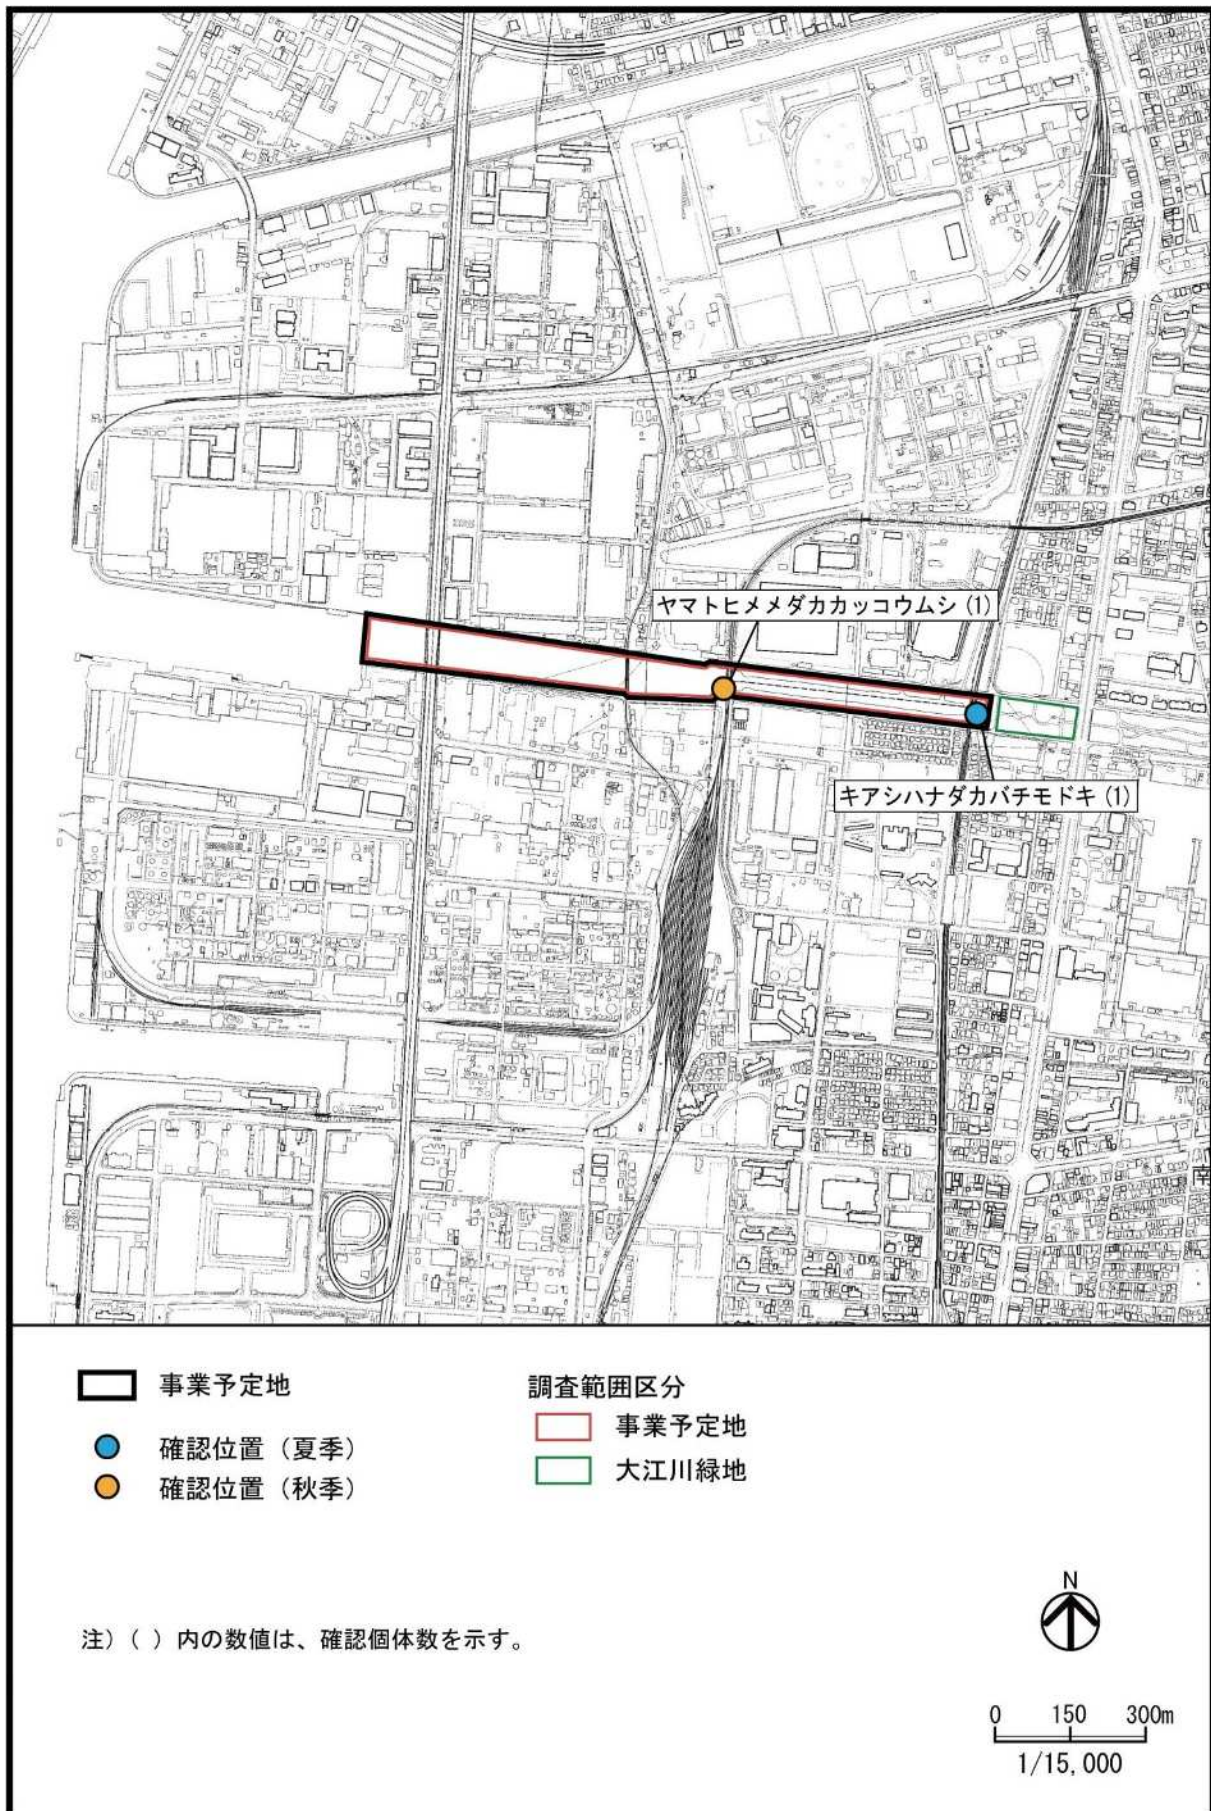 ヤマトヒメメダカカッコウムシ (1)
キアシハナダカバチモドキ (1)
南
事業予定地
確認位置（夏季）
確認位置（秋季）
調査範囲区分
事業予定地
大江川緑地
注）（ ）内の数値は、確認個体数を示す。
N
0 150 300m
1/15,000